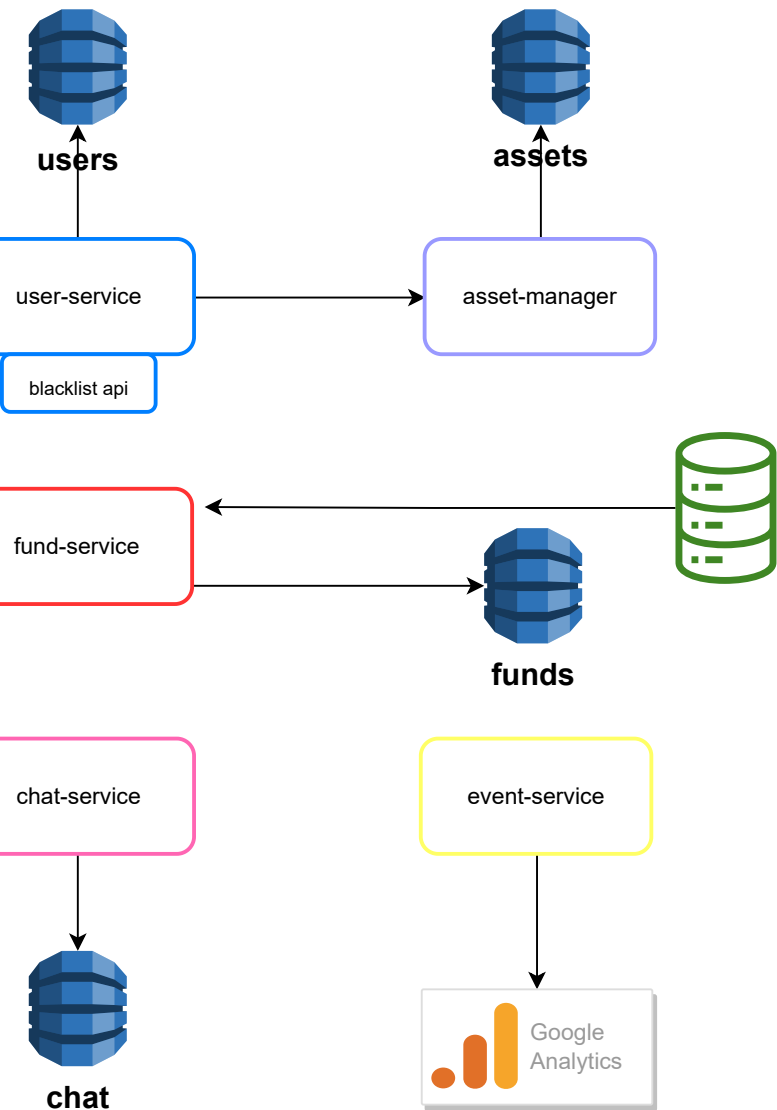 users
assets
user-service
asset-manager
blacklist api
fund-service
funds
chat-service
event-service
Google
Analytics
chat